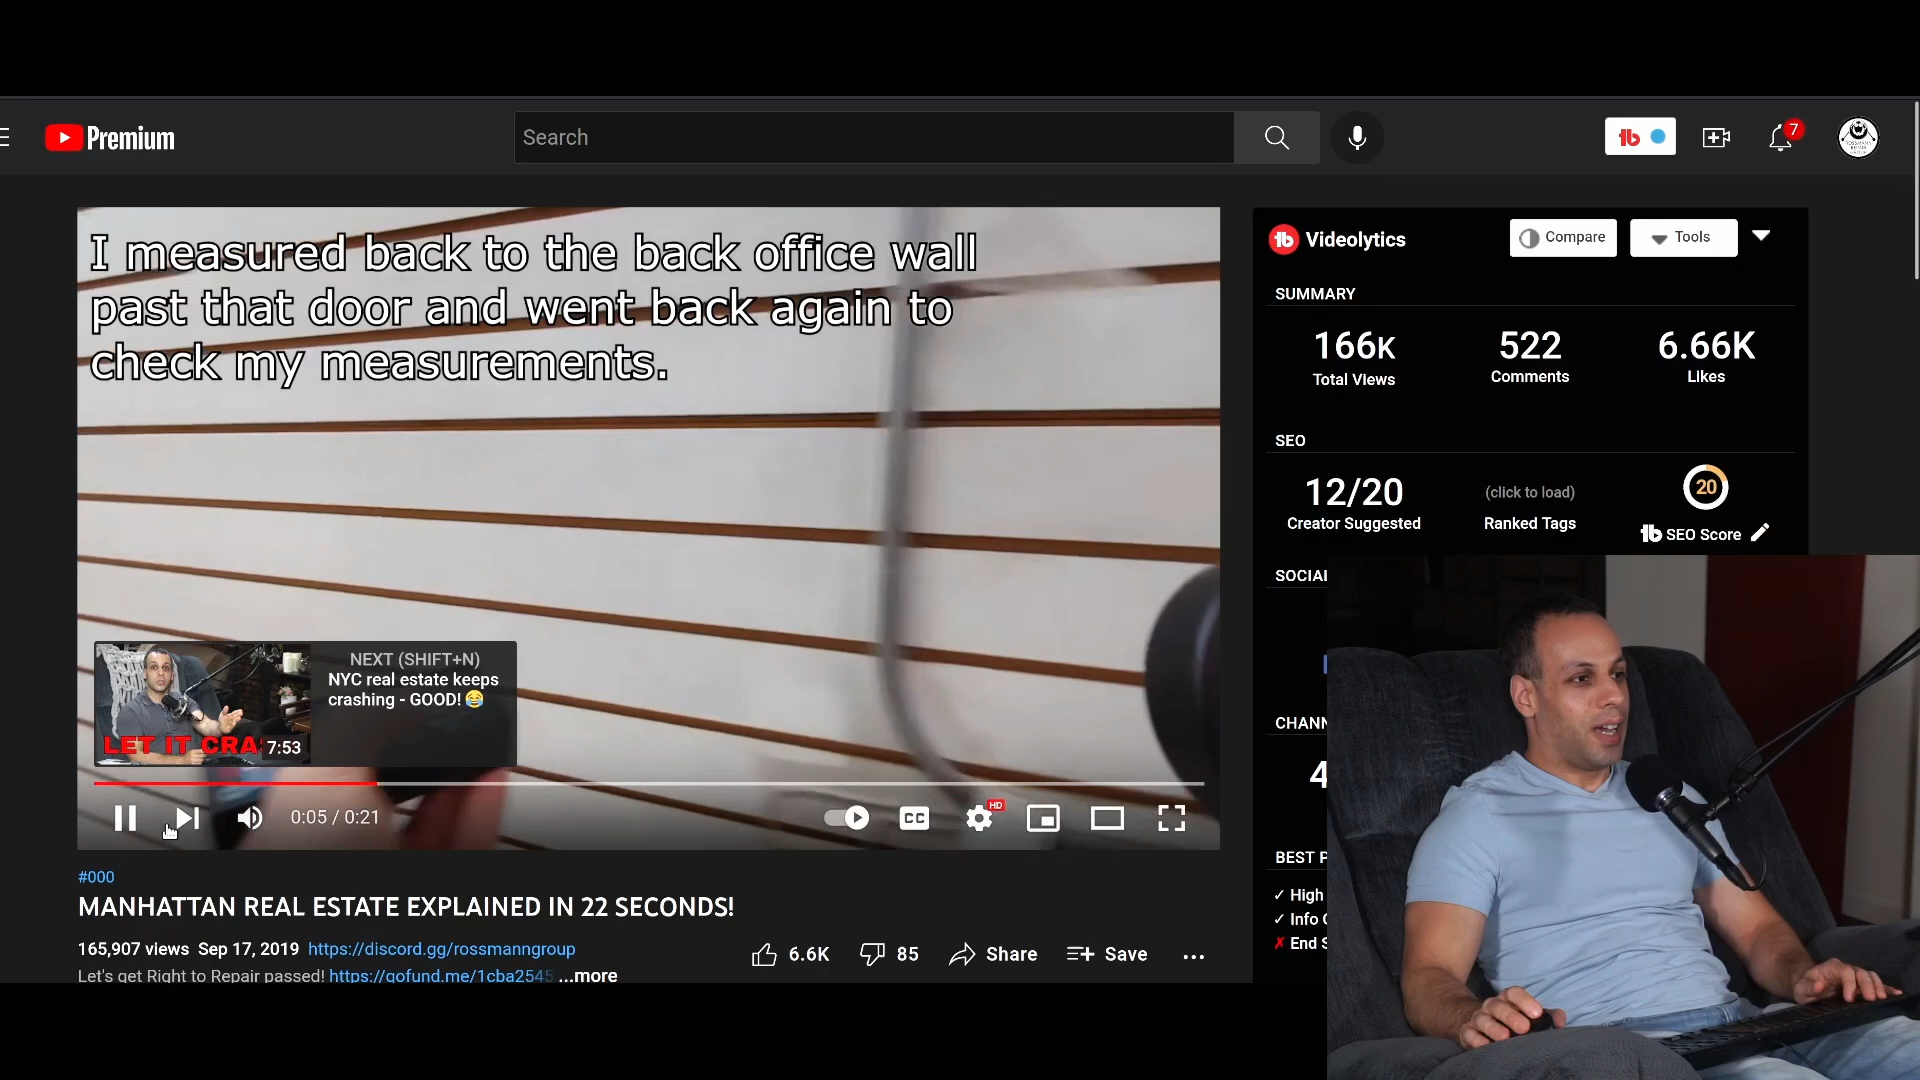 Premium
Search
7
I measured back to the back office wall
past that door and went back again to
check my measurements.
NEXT (SHIFT+N)
NYC real estate keeps
crashing - GOOD! 😂
LET IT CRA
7:53
0:05 / 0:21
CC
HD
#000
MANHATTAN REAL ESTATE EXPLAINED IN 22 SECONDS!
165,907 views Sep 17, 2019 https://discord.gg/rossmanngroup
6.6K
85
Share
Save
Let's get Right to Repair passed! https://gofund.me/1cba2545 ...more
Videolytics
Compare
Tools
SUMMARY
166K 522 6.66K
Total Views Comments Likes
SEO
12/20 (click to load) 20
Creator Suggested Ranked Tags tb SEO Score
SOCIAL
CHANN
4
BEST P
✓ High
✓ Info
✗ End S